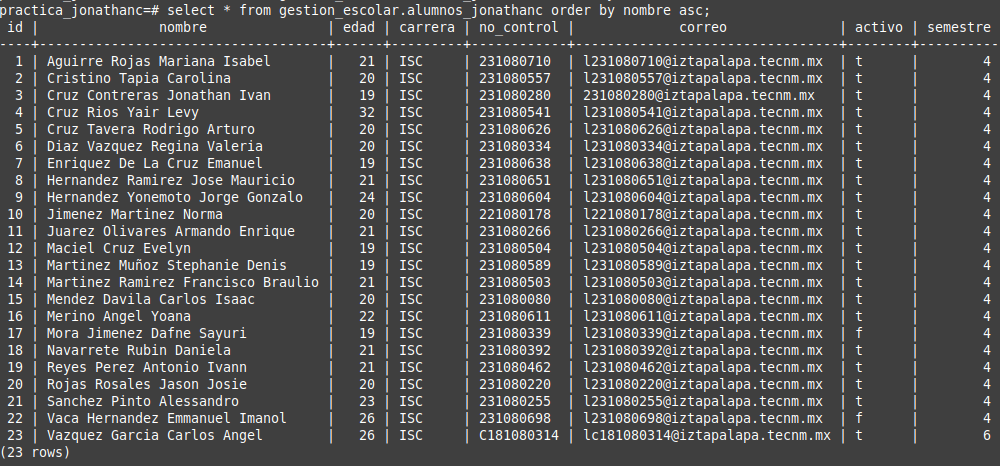 practica_jonathanc=# select * from gestion_escolar.alumnos_jonathanc order by nombre asc;
 id |              nombre               | edad | carrera | no_control |             correo              | activo | semestre
----+-----------------------------------+------+---------+------------+---------------------------------+--------+----------
  1 | Aguirre Rojas Mariana Isabel      |   21 | ISC     | 231080710  | l231080710@iztapalapa.tecnm.mx  | t      |        4
  2 | Cristino Tapia Carolina           |   20 | ISC     | 231080557  | l231080557@iztapalapa.tecnm.mx  | t      |        4
  3 | Cruz Contreras Jonathan Ivan      |   19 | ISC     | 231080280  | 231080280@iztapalapa.tecnm.mx   | t      |        4
  4 | Cruz Rios Yair Levy               |   32 | ISC     | 231080541  | l231080541@iztapalapa.tecnm.mx  | t      |        4
  5 | Cruz Tavera Rodrigo Arturo        |   20 | ISC     | 231080626  | l231080626@iztapalapa.tecnm.mx  | t      |        4
  6 | Diaz Vazquez Regina Valeria       |   20 | ISC     | 231080334  | l231080334@iztapalapa.tecnm.mx  | t      |        4
  7 | Enriquez De La Cruz Emanuel       |   19 | ISC     | 231080638  | l231080638@iztapalapa.tecnm.mx  | t      |        4
  8 | Hernandez Ramirez Jose Mauricio   |   21 | ISC     | 231080651  | l231080651@iztapalapa.tecnm.mx  | t      |        4
  9 | Hernandez Yonemoto Jorge Gonzalo  |   24 | ISC     | 231080604  | l231080604@iztapalapa.tecnm.mx  | t      |        4
 10 | Jimenez Martinez Norma            |   20 | ISC     | 221080178  | l221080178@iztapalapa.tecnm.mx  | t      |        4
 11 | Juarez Olivares Armando Enrique   |   21 | ISC     | 231080266  | l231080266@iztapalapa.tecnm.mx  | t      |        4
 12 | Maciel Cruz Evelyn                |   19 | ISC     | 231080504  | l231080504@iztapalapa.tecnm.mx  | t      |        4
 13 | Martinez Muñoz Stephanie Denis    |   19 | ISC     | 231080589  | l231080589@iztapalapa.tecnm.mx  | t      |        4
 14 | Martinez Ramirez Francisco Braulio |   21 | ISC     | 231080503  | l231080503@iztapalapa.tecnm.mx  | t      |        4
 15 | Mendez Davila Carlos Isaac        |   20 | ISC     | 231080080  | l231080080@iztapalapa.tecnm.mx  | t      |        4
 16 | Merino Angel Yoana                |   22 | ISC     | 231080611  | l231080611@iztapalapa.tecnm.mx  | t      |        4
 17 | Mora Jimenez Dafne Sayuri         |   19 | ISC     | 231080339  | l231080339@iztapalapa.tecnm.mx  | f      |        4
 18 | Navarrete Rubin Daniela           |   21 | ISC     | 231080392  | l231080392@iztapalapa.tecnm.mx  | t      |        4
 19 | Reyes Perez Antonio Ivann         |   21 | ISC     | 231080462  | l231080462@iztapalapa.tecnm.mx  | t      |        4
 20 | Rojas Rosales Jason Josie         |   20 | ISC     | 231080220  | l231080220@iztapalapa.tecnm.mx  | t      |        4
 21 | Sanchez Pinto Alessandro          |   23 | ISC     | 231080255  | l231080255@iztapalapa.tecnm.mx  | t      |        4
 22 | Vaca Hernandez Emmanuel Imanol    |   26 | ISC     | 231080698  | l231080698@iztapalapa.tecnm.mx  | f      |        4
 23 | Vazquez Garcia Carlos Angel       |   26 | ISC     | C181080314 | lc181080314@iztapalapa.tecnm.mx | t      |        6
(23 rows)